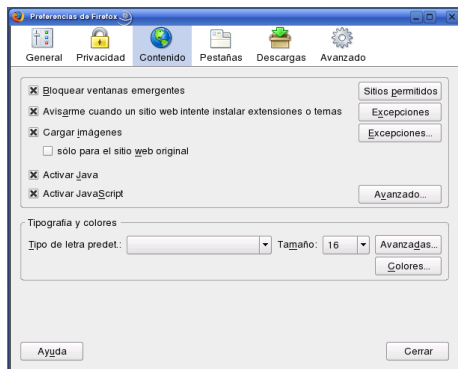 Preferencias de Firefox
General Privacidad Contenido Pestañas Descargas Avanzado
Bloquear ventanas emergentes Sitios permitidos
Avisarme cuando un sitio web intente instalar extensiones o temas Excepciones
Cargar imágenes Excepciones...
sólo para el sitio web original
Activar Java
Activar JavaScript Avanzado...
Tipografía y colores
Tipo de letra predet.: Tamaño: 16 Avanzadas...
Colores...
Ayuda Cerrar